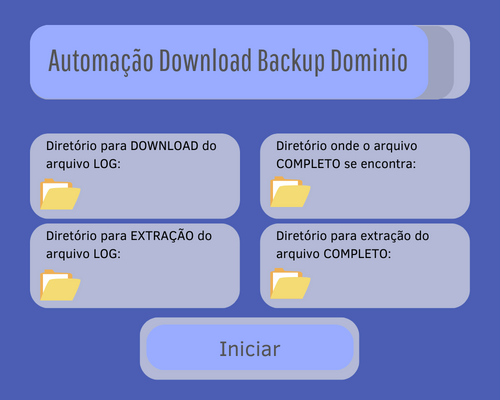 Automação Download Backup Dominio
Diretório para DOWNLOAD do
arquivo LOG:
Diretório onde o arquivo
COMPLETO se encontra:
Diretório para EXTRAÇÃO do
arquivo LOG:
Diretório para extração do
arquivo COMPLETO:
Iniciar